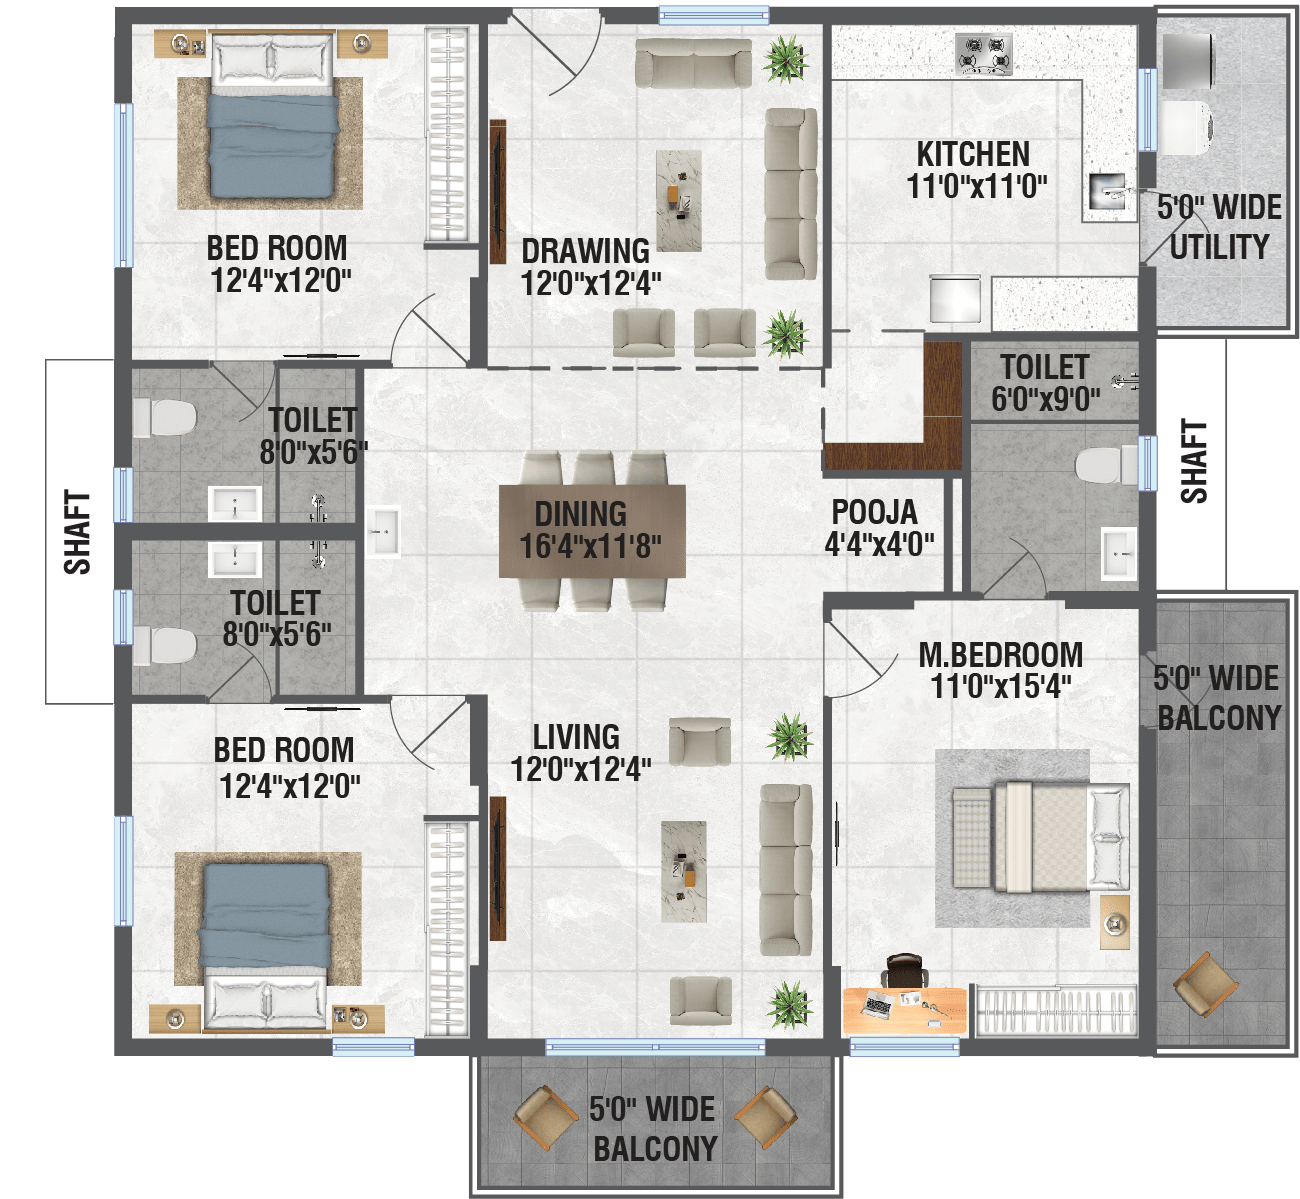 KITCHEN
11'0"x11'0"
5'0" WIDE
UTILITY
BED ROOM
12'4"x12'0"
DRAWING
12'0"x12'4"
TOILET
6'0"x9'0"
TOILET
8'0"x5'6"
SHAFT
SHAFT
DINING
16'4"x11'8"
POOJA
4'4"x4'0"
TOILET
8'0"x5'6"
M.BEDROOM
11'0"x15'4"
5'0" WIDE
BALCONY
BED ROOM
12'4"x12'0"
LIVING
12'0"x12'4"
5'0" WIDE
BALCONY